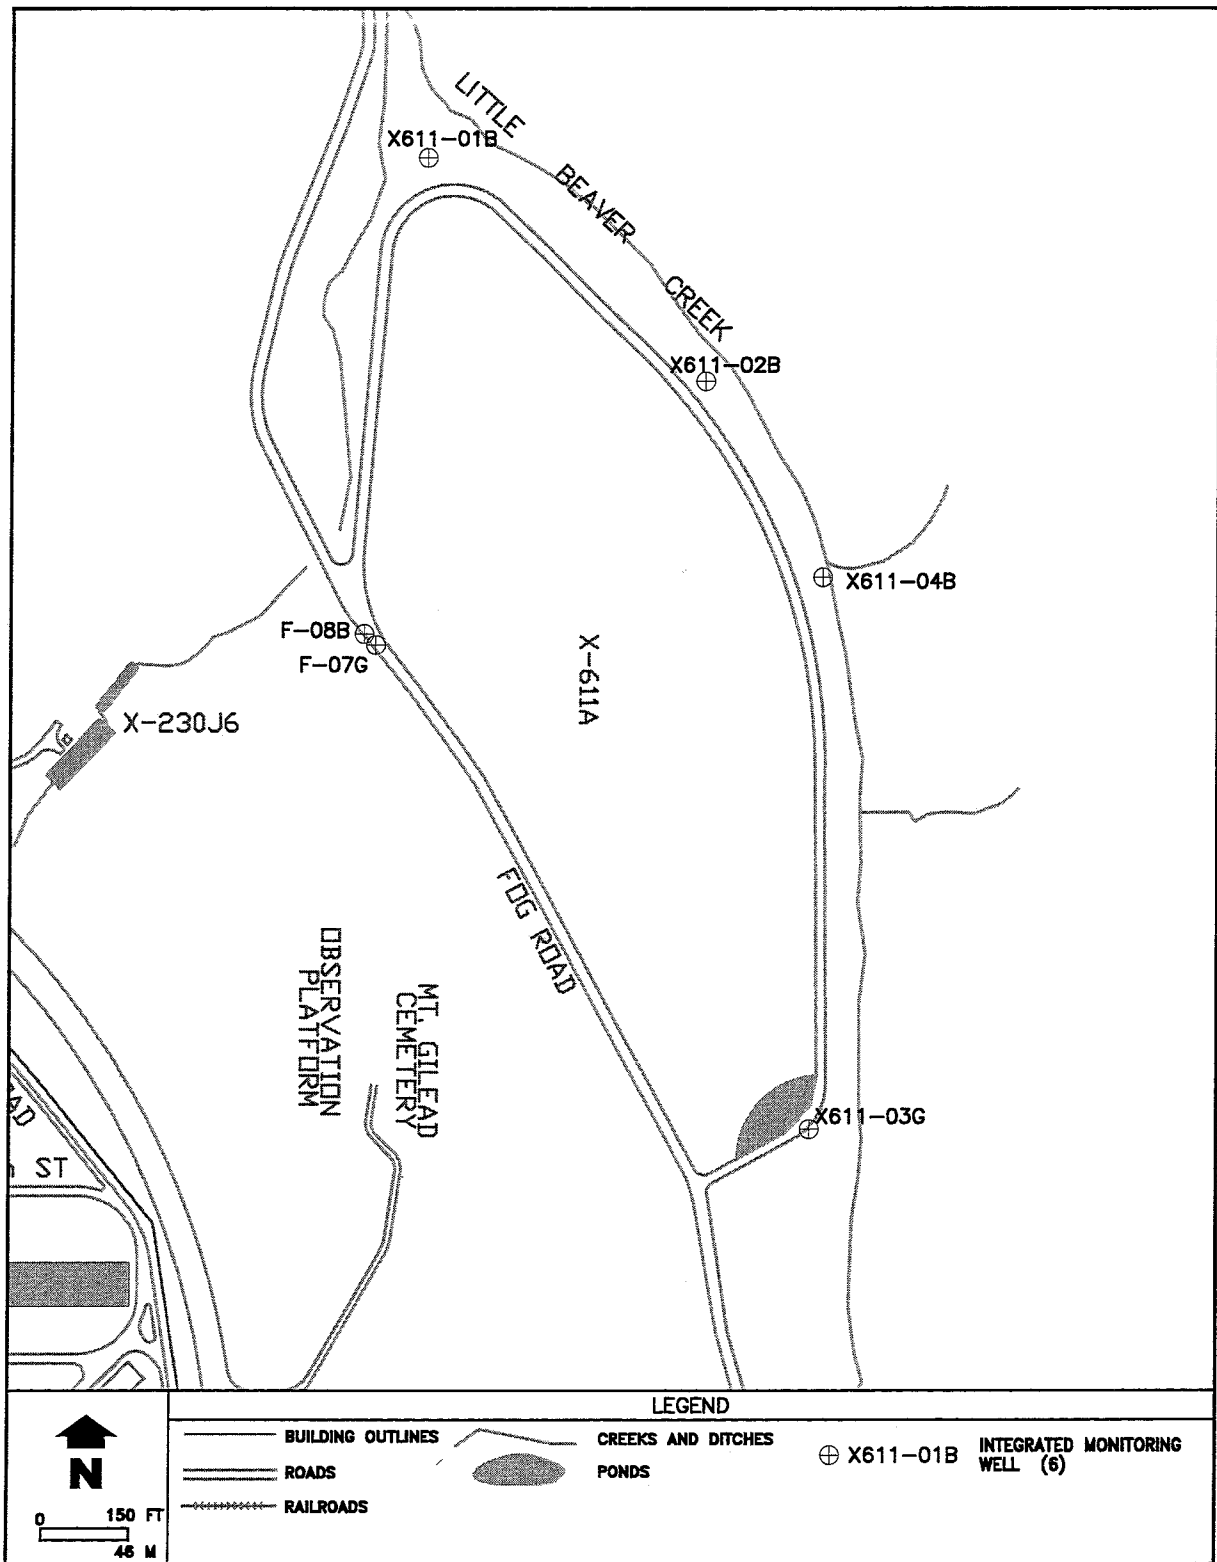 LITTLE
BEAVER
CREEK
X611-01B
X611-02B
X611-04B
F-08B
F-07G
X-611A
X-230J6
FOG ROAD
OBSERVATION
PLATFORM
MT. GILEAD
CEMETERY
X611-03G
AD
ST
LEGEND
N
0 150 FT
46 M
BUILDING OUTLINES
ROADS
RAILROADS
CREEKS AND DITCHES
PONDS
X611-01B
INTEGRATED MONITORING
WELL (6)